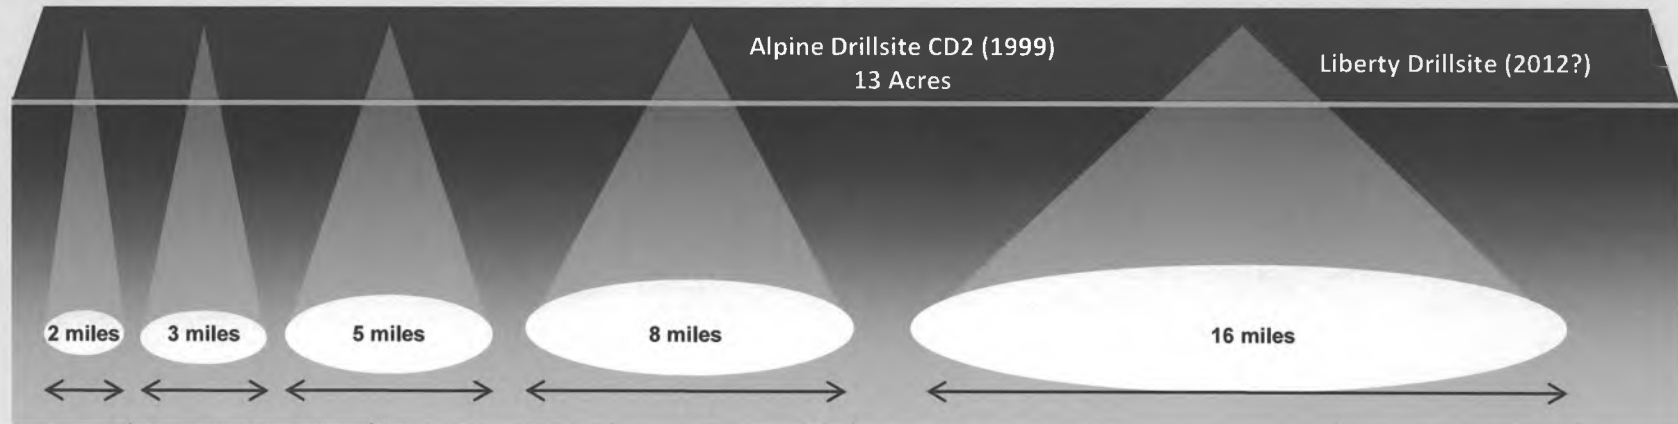 Alpine Drillsite CD2 (1999)
13 Acres
Liberty Drillsite (2012?)
2 miles
3 miles
5 miles
8 miles
16 miles